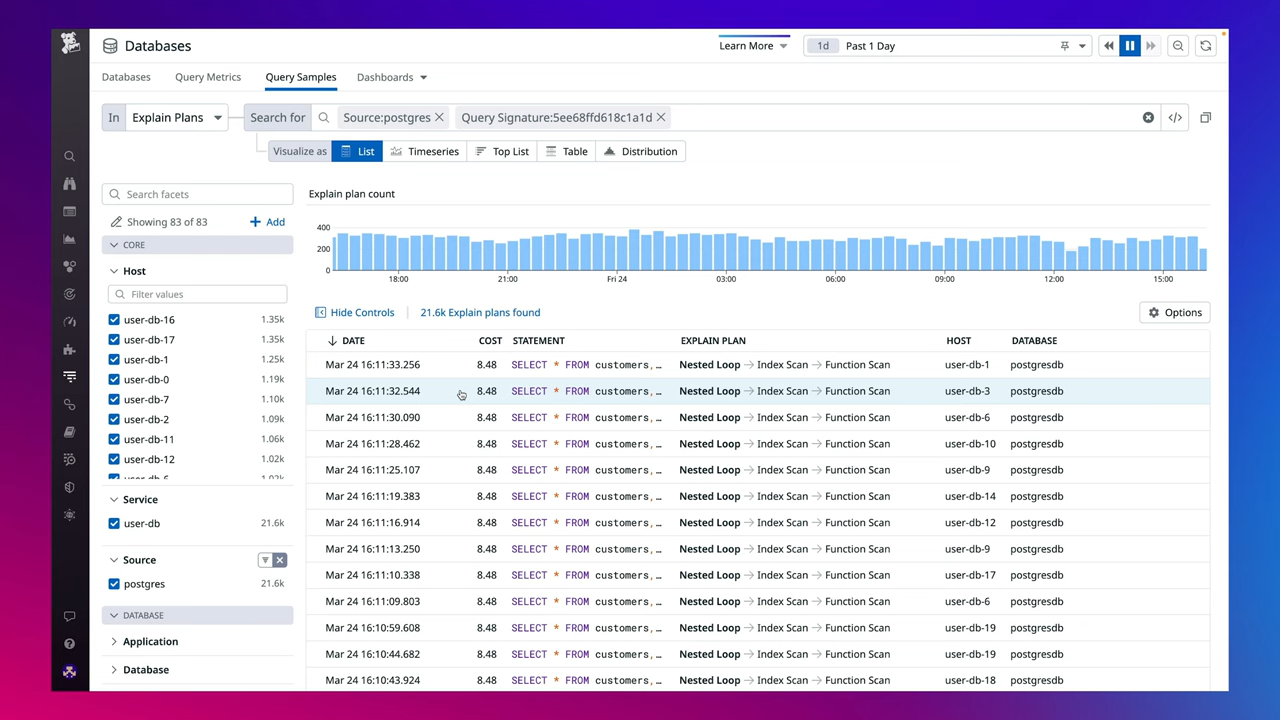 Databases
Learn More
1d Past 1 Day
Databases Query Metrics Query Samples Dashboards
In Explain Plans Search for Source:postgres Query Signature:5ee68ffd618c1a1d
Visualize as List Timeseries Top List Table Distribution
Search facets
Showing 83 of 83 Add
CORE
Host
Filter values
user-db-16 1.35k
user-db-17 1.35k
user-db-1 1.25k
user-db-0 1.19k
user-db-7 1.10k
user-db-2 1.08k
user-db-11 1.06k
user-db-12 1.02k
user-db-6 1.02k
Service
user-db 21.6k
Source
postgres 21.6k
DATABASE
Application
Database
Explain plan count
400
200
0
18:00 21:00 Fri 24 03:00 06:00 09:00 12:00 15:00
Hide Controls 21.6k Explain plans found Options
DATE COST STATEMENT EXPLAIN PLAN HOST DATABASE
Mar 24 16:11:33.256 8.48 SELECT * FROM customers,… Nested Loop → Index Scan → Function Scan user-db-1 postgresdb
Mar 24 16:11:32.544 8.48 SELECT * FROM customers,… Nested Loop → Index Scan → Function Scan user-db-3 postgresdb
Mar 24 16:11:30.090 8.48 SELECT * FROM customers,… Nested Loop → Index Scan → Function Scan user-db-6 postgresdb
Mar 24 16:11:28.462 8.48 SELECT * FROM customers,… Nested Loop → Index Scan → Function Scan user-db-10 postgresdb
Mar 24 16:11:25.107 8.48 SELECT * FROM customers,… Nested Loop → Index Scan → Function Scan user-db-9 postgresdb
Mar 24 16:11:19.383 8.48 SELECT * FROM customers,… Nested Loop → Index Scan → Function Scan user-db-14 postgresdb
Mar 24 16:11:16.914 8.48 SELECT * FROM customers,… Nested Loop → Index Scan → Function Scan user-db-12 postgresdb
Mar 24 16:11:13.250 8.48 SELECT * FROM customers,… Nested Loop → Index Scan → Function Scan user-db-9 postgresdb
Mar 24 16:11:10.338 8.48 SELECT * FROM customers,… Nested Loop → Index Scan → Function Scan user-db-17 postgresdb
Mar 24 16:11:09.803 8.48 SELECT * FROM customers,… Nested Loop → Index Scan → Function Scan user-db-6 postgresdb
Mar 24 16:10:59.608 8.48 SELECT * FROM customers,… Nested Loop → Index Scan → Function Scan user-db-19 postgresdb
Mar 24 16:10:44.682 8.48 SELECT * FROM customers,… Nested Loop → Index Scan → Function Scan user-db-19 postgresdb
Mar 24 16:10:43.924 8.48 SELECT * FROM customers,… Nested Loop → Index Scan → Function Scan user-db-18 postgresdb